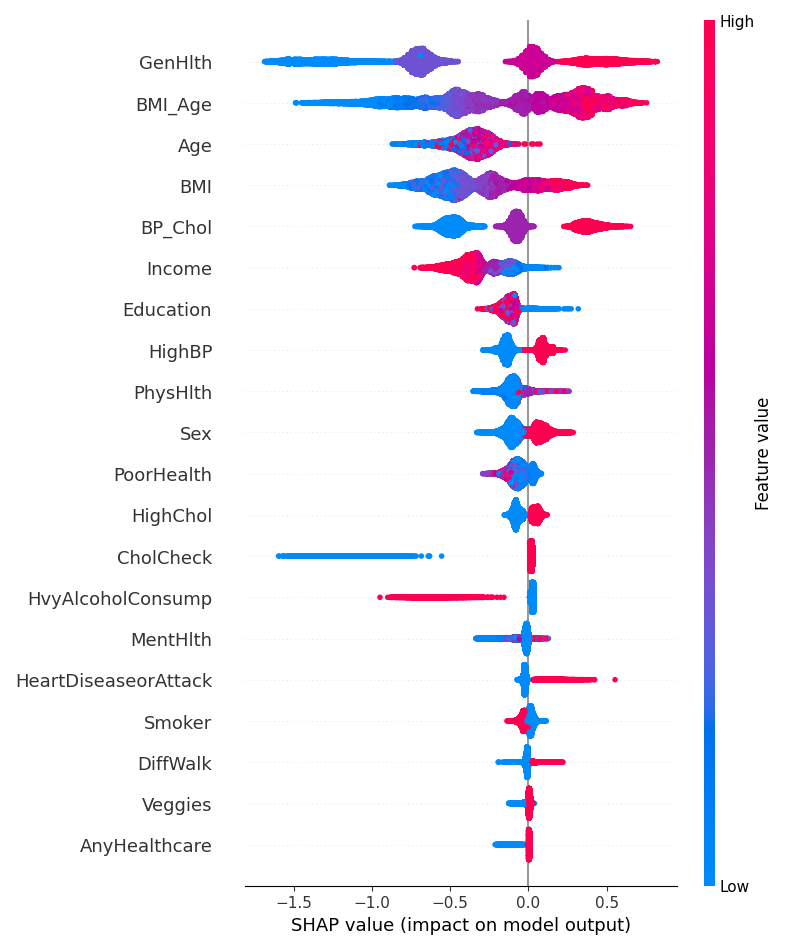 High
GenHlth
BMI_Age
Age
BMI
BP_Chol
Income
Education
HighBP
PhysHlth
Sex
PoorHealth
HighChol
CholCheck
HvyAlcoholConsump
MentHlth
HeartDiseaseorAttack
Smoker
DiffWalk
Veggies
AnyHealthcare
Feature value
Low
−1.5 −1.0 −0.5 0.0 0.5
SHAP value (impact on model output)